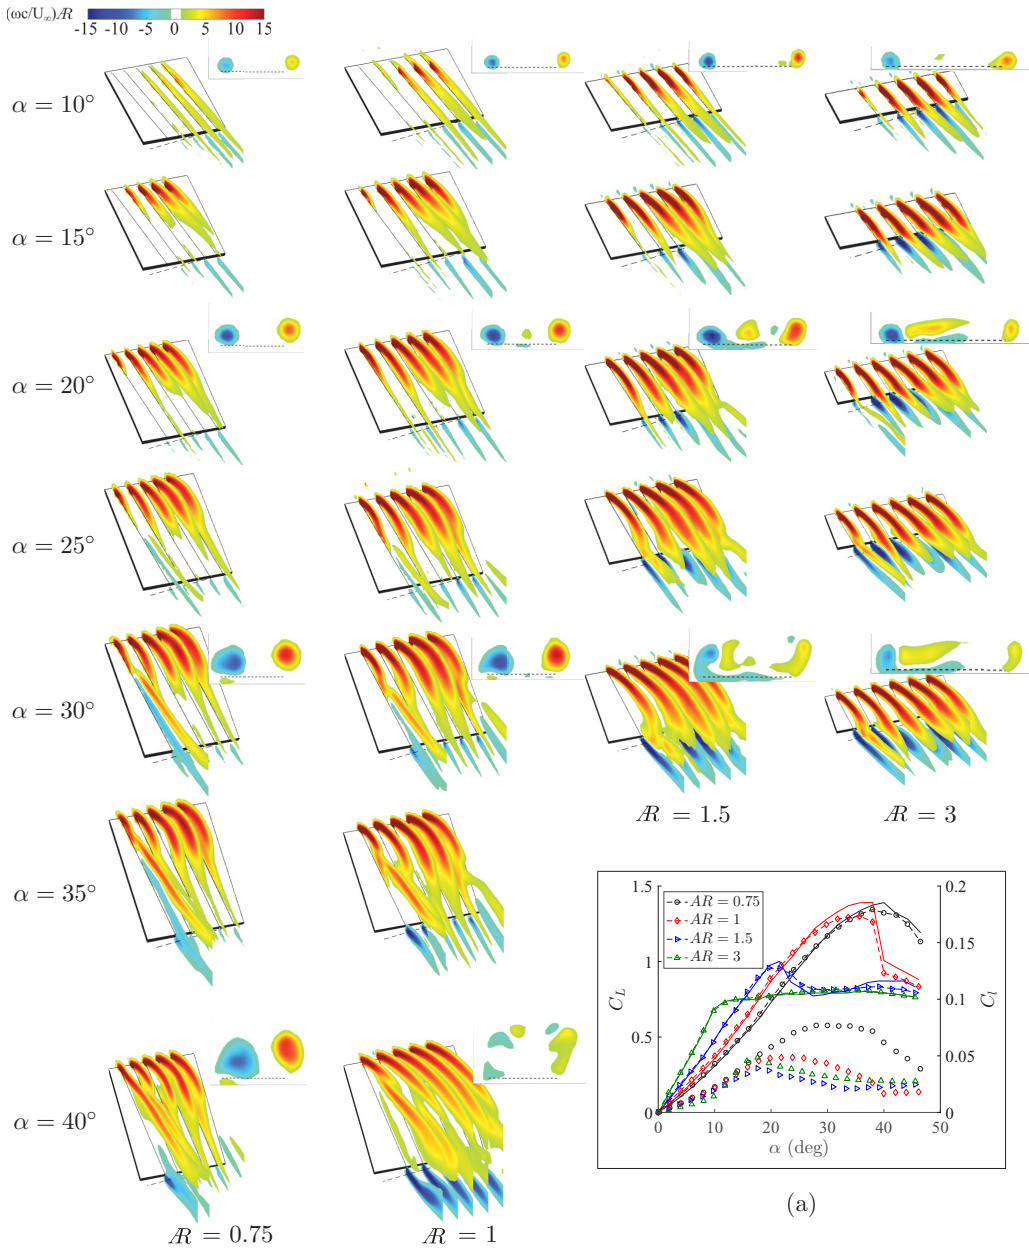 (ωc/U∞)Æ
-15 -10 -5 0 5 10 15
α = 10°
α = 15°
α = 20°
α = 25°
α = 30°
Æ = 1.5
Æ = 3
α = 35°
α = 40°
Æ = 0.75
Æ = 1
1.5
1
0.5
0
C_L
AR = 0.75
AR = 1
AR = 1.5
AR = 3
0.2
0.15
0.1
0.05
0
C_l
0 10 20 30 40 50
α (deg)
(a)